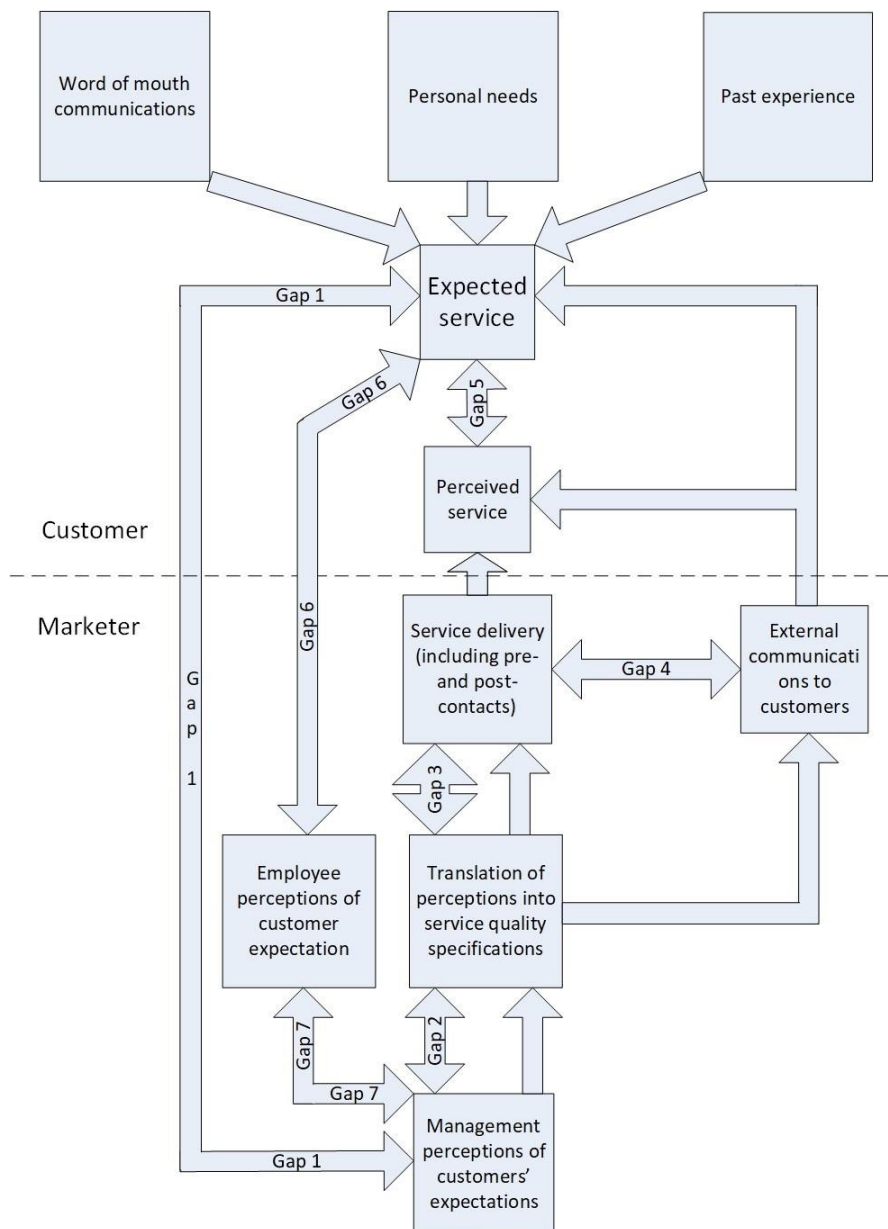 Word of mouth
communications
Personal needs
Past experience
Gap 1
Expected
service
Gap 6
Gap 5
Perceived
service
Customer
Marketer
Gap 6
Gap 1
Service delivery
(including pre-
and post-
contacts)
Gap 4
External
communicati
ons to
customers
Gap 3
Employee
perceptions of
customer
expectation
Translation of
perceptions into
service quality
specifications
Gap 7
Gap 2
Gap 7
Management
perceptions of
customers’
expectations
Gap 1